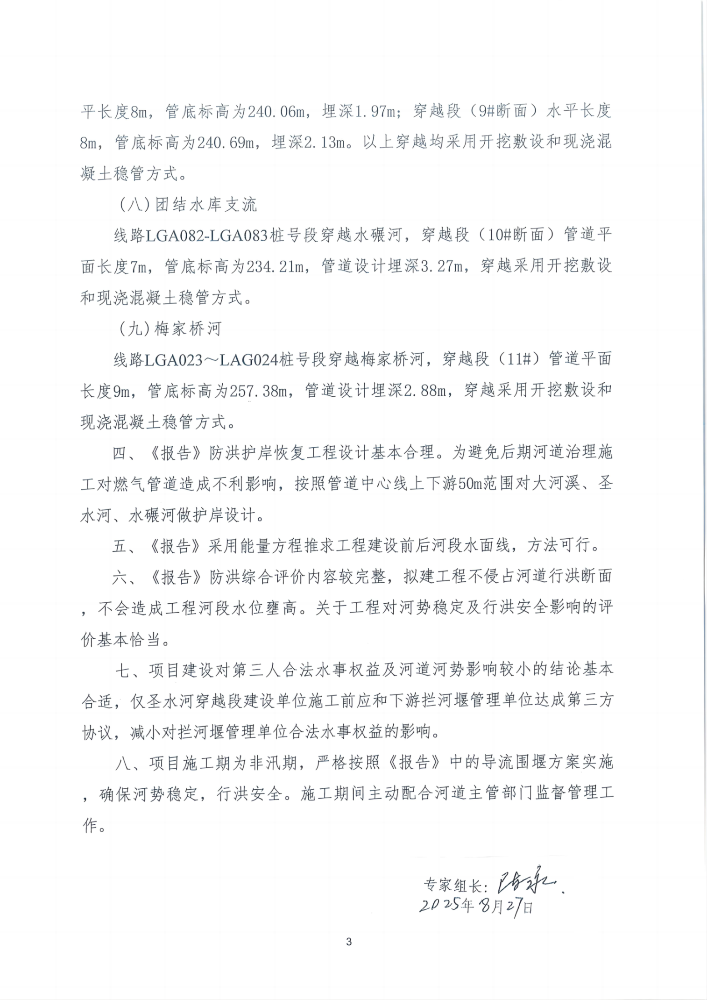 平长度8m，管底标高为240.06m，埋深1.97m；穿越段（9#断面）水平长度
8m，管底标高为240.69m，埋深2.13m。以上穿越均采用开挖敷设和现浇混
凝土稳管方式。
(八)团结水库支流
线路LGA082-LGA083桩号段穿越水碾河，穿越段（10#断面）管道平
面长度7m，管底标高为234.21m，管道设计埋深3.27m，穿越采用开挖敷设
和现浇混凝土稳管方式。
(九)梅家桥河
线路LGA023～LAG024桩号段穿越梅家桥河，穿越段（11#）管道平面
长度9m，管底标高为257.38m，管道设计埋深2.88m，穿越采用开挖敷设和
现浇混凝土稳管方式。
四、《报告》防洪护岸恢复工程设计基本合理。为避免后期河道治理施
工对燃气管道造成不利影响，按照管道中心线上下游50m范围对大河溪、圣
水河、水碾河做护岸设计。
五、《报告》采用能量方程推求工程建设前后河段水面线，方法可行。
六、《报告》防洪综合评价内容较完整，拟建工程不侵占河道行洪断面
，不会造成工程河段水位壅高。关于工程对河势稳定及行洪安全影响的评
价基本恰当。
七、项目建设对第三人合法水事权益及河道河势影响较小的结论基本
合适，仅圣水河穿越段建设单位施工前应和下游拦河堰管理单位达成第三方
协议，减小对拦河堰管理单位合法水事权益的影响。
八、项目施工期为非汛期，严格按照《报告》中的导流围堰方案实施
，确保河势稳定，行洪安全。施工期间主动配合河道主管部门监督管理工
作。
专家组长：
2025年8月27日
3